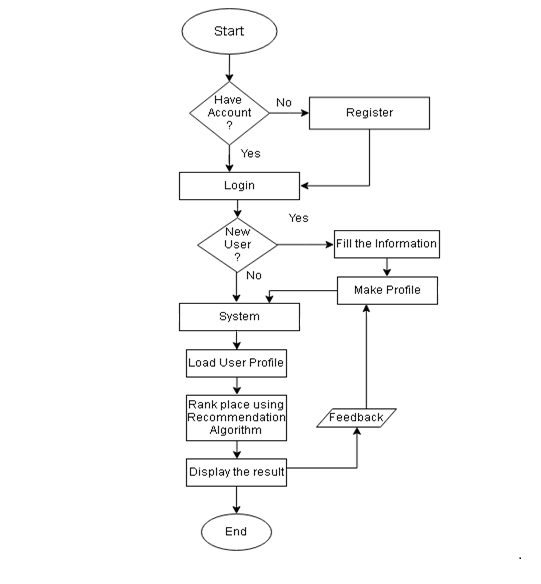 Start
Have
Account
?
No
Register
Yes
Login
Yes
New
User
?
Fill the Information
No
Make Profile
System
Load User Profile
Rank place using
Recommendation
Algorithm
Feedback
Display the result
End
.